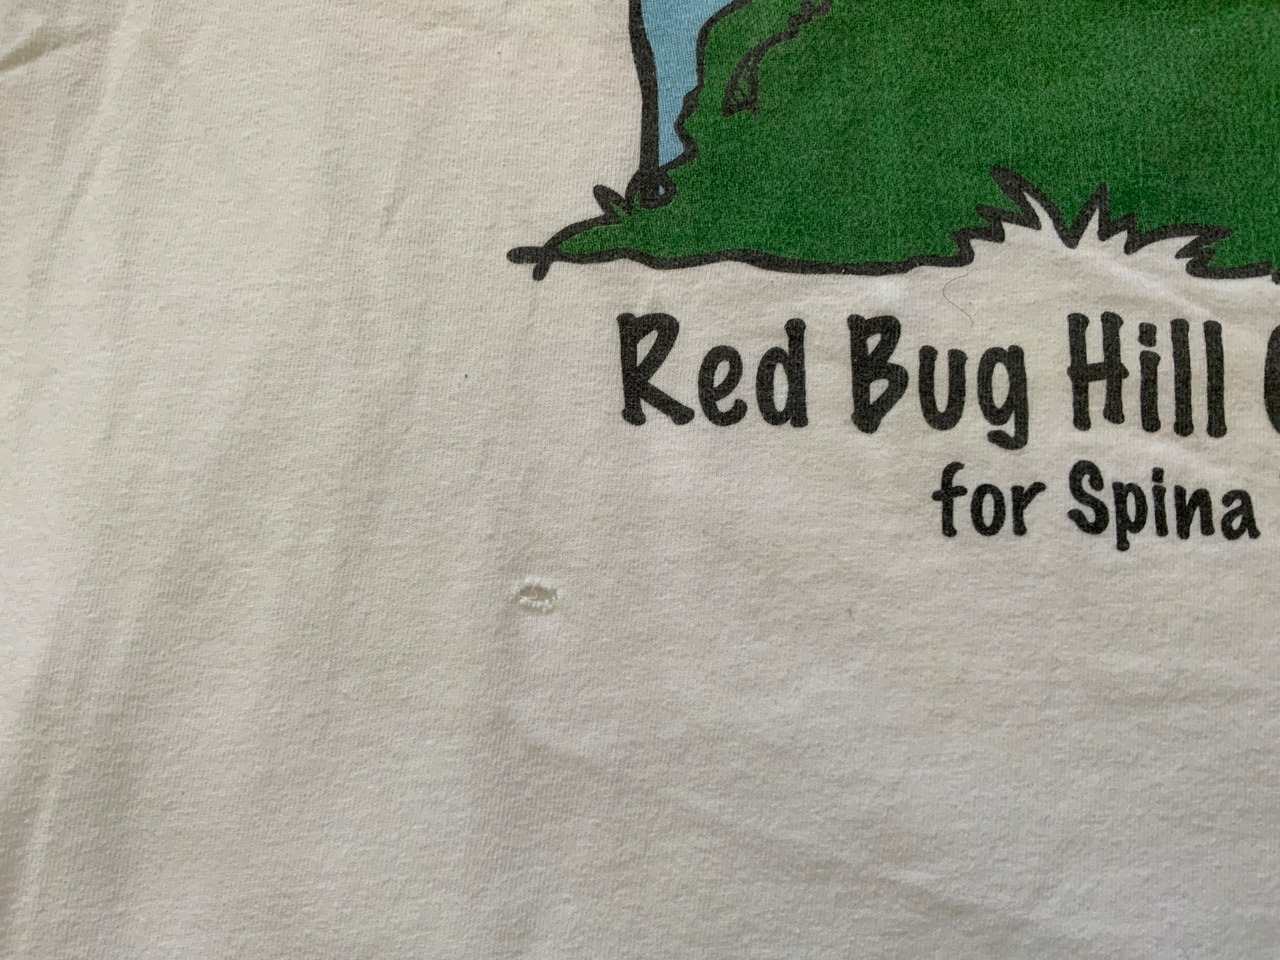 Red Bug Hill
for Spina